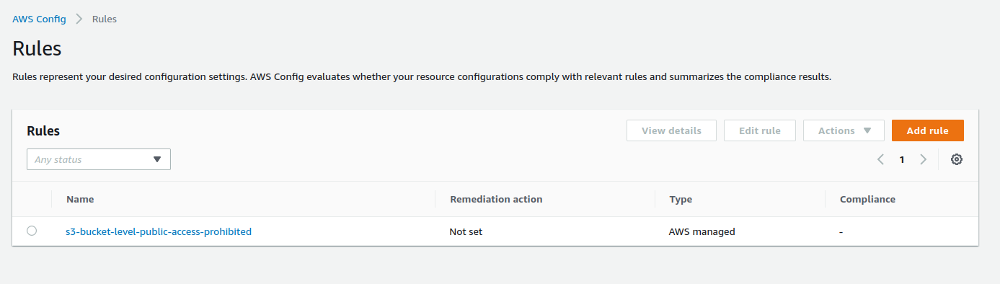 AWS Config Rules
Rules
Rules represent your desired configuration settings. AWS Config evaluates whether your resource configurations comply with relevant rules and summarizes the compliance results.
Rules View details Edit rule Actions Add rule
Any status 1
Name Remediation action Type Compliance
s3-bucket-level-public-access-prohibited Not set AWS managed -